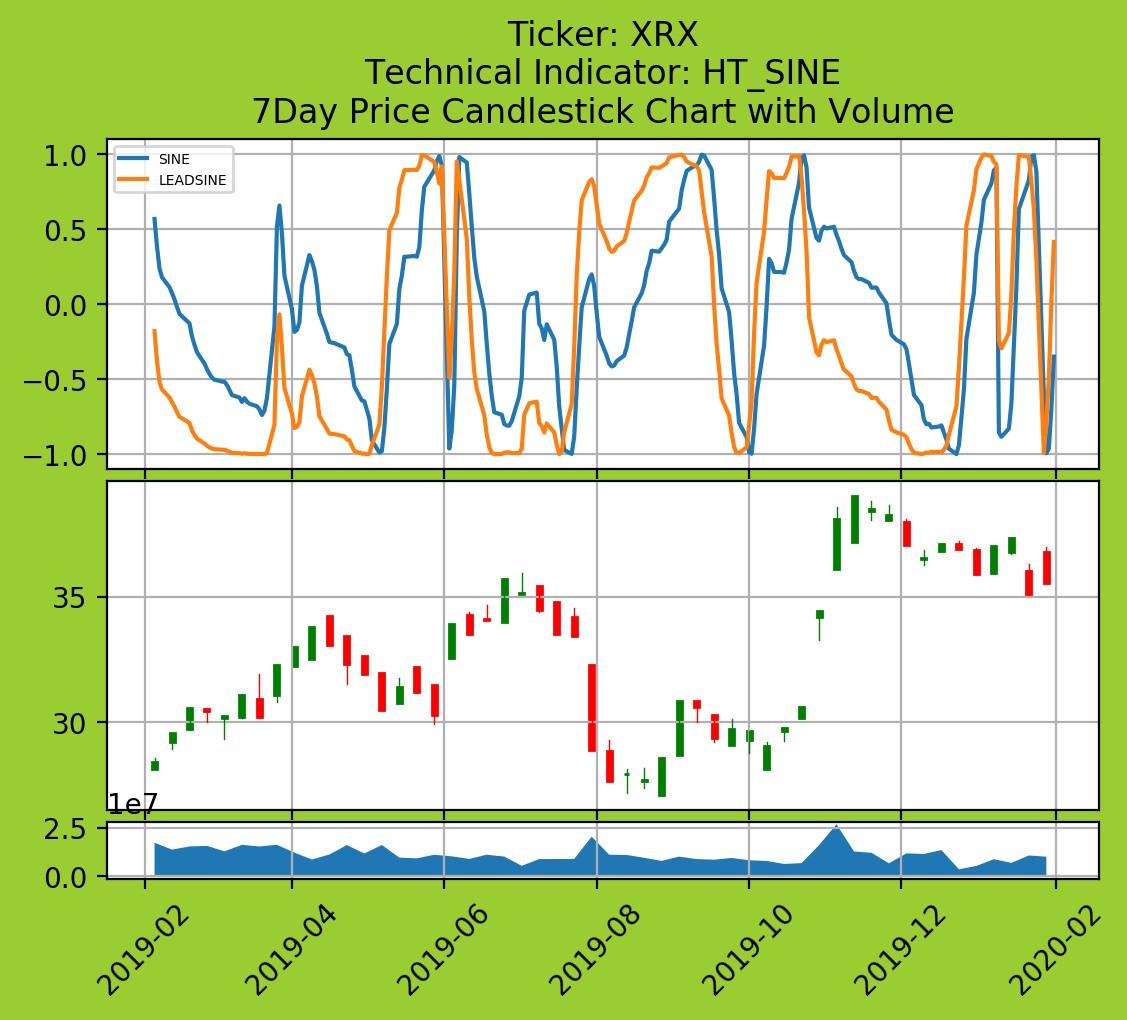 Ticker: XRX
Technical Indicator: HT_SINE
7Day Price Candlestick Chart with Volume
SINE
LEADSINE
1.0
0.5
0.0
−0.5
−1.0
35
30
1e7
2.5
0.0
2019-02
2019-04
2019-06
2019-08
2019-10
2019-12
2020-02